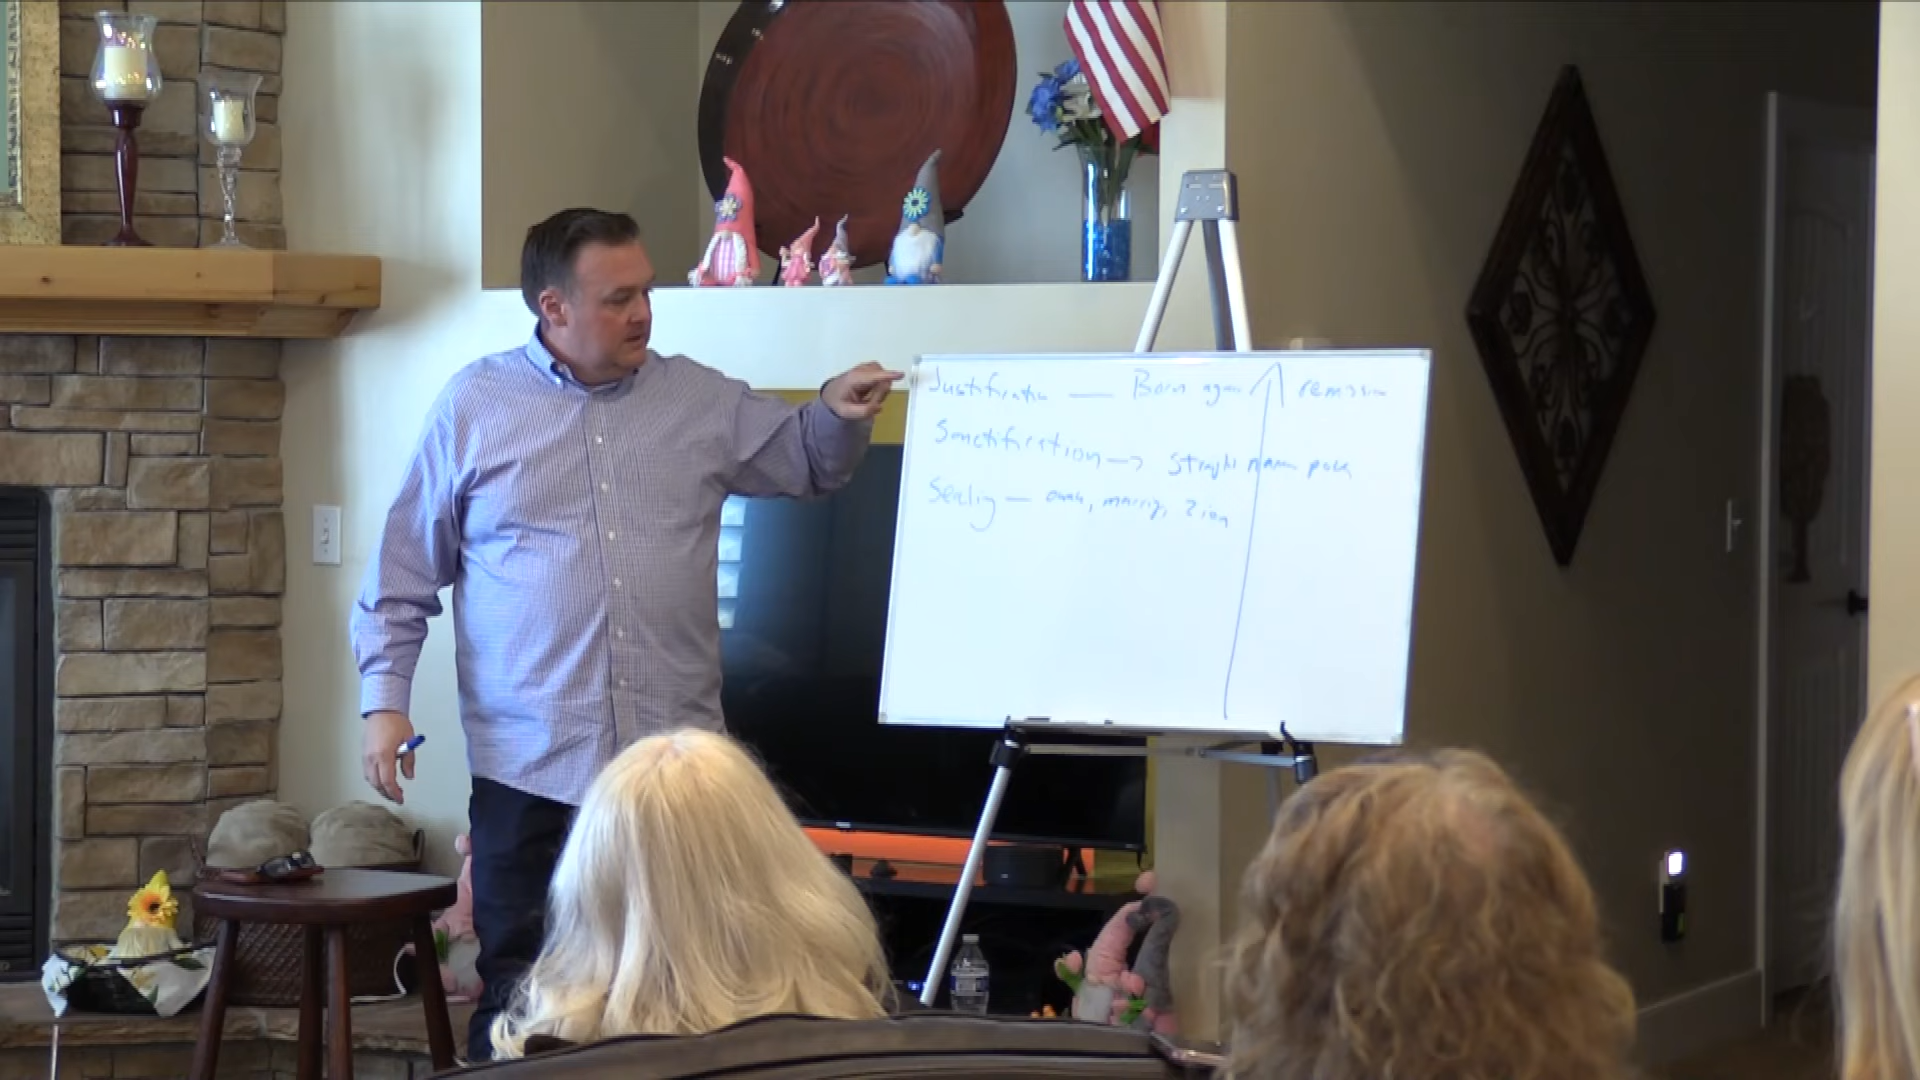 Justification — Born again remission
Sanctification → straight narrow path
Sealing — oath, marriage, Zion